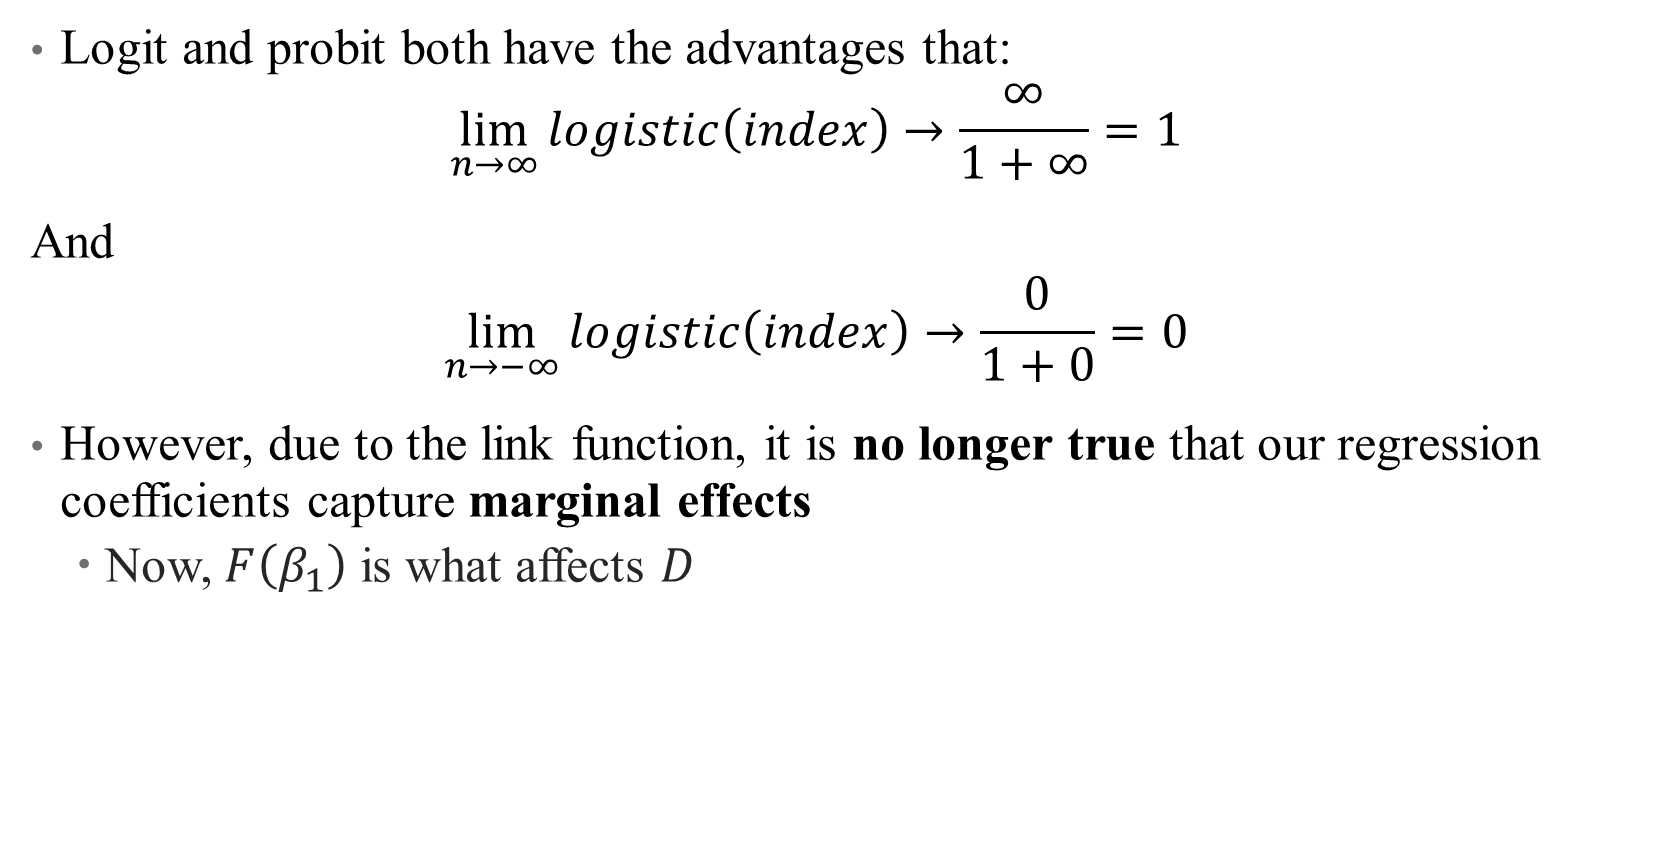 • Logit and probit both have the advantages that:
lim n→∞ logistic(index) → ∞/(1 + ∞) = 1
And
lim n→−∞ logistic(index) → 0/(1 + 0) = 0
• However, due to the link function, it is no longer true that our regression
coefficients capture marginal effects
• Now, F(β₁) is what affects D